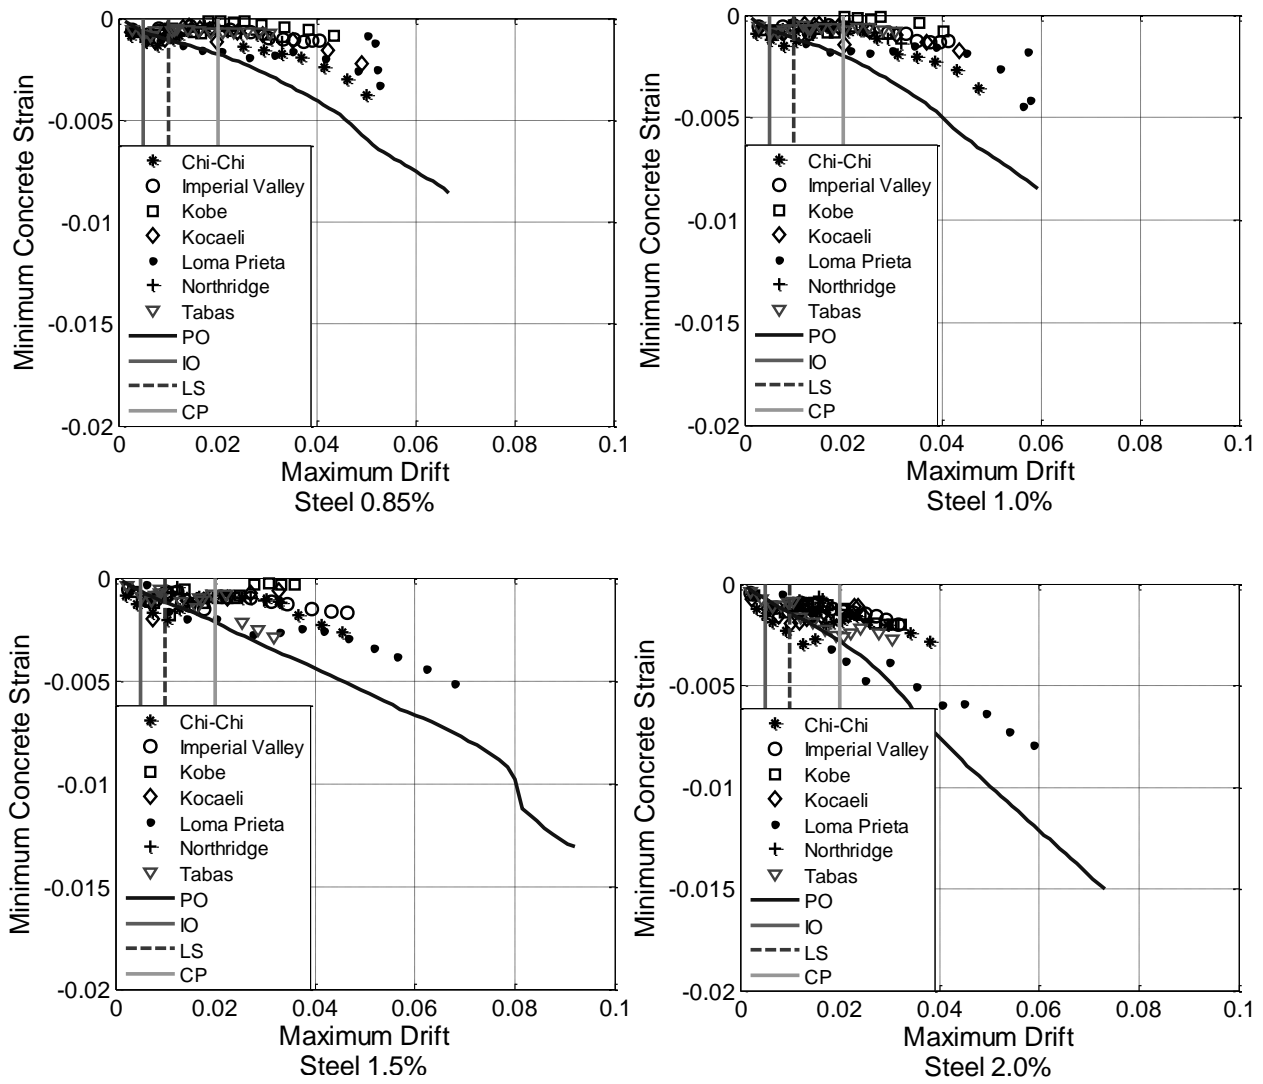 0
-0.005
-0.01
-0.015
-0.02
Minimum Concrete Strain
Chi-Chi
Imperial Valley
Kobe
Kocaeli
Loma Prieta
Northridge
Tabas
PO
IO
LS
CP
0 0.02 0.04 0.06 0.08 0.1
Maximum Drift
Steel 0.85%
0
-0.005
-0.01
-0.015
-0.02
Minimum Concrete Strain
Chi-Chi
Imperial Valley
Kobe
Kocaeli
Loma Prieta
Northridge
Tabas
PO
IO
LS
CP
0 0.02 0.04 0.06 0.08 0.1
Maximum Drift
Steel 1.0%
0
-0.005
-0.01
-0.015
-0.02
Minimum Concrete Strain
Chi-Chi
Imperial Valley
Kobe
Kocaeli
Loma Prieta
Northridge
Tabas
PO
IO
LS
CP
0 0.02 0.04 0.06 0.08 0.1
Maximum Drift
Steel 1.5%
0
-0.005
-0.01
-0.015
-0.02
Minimum Concrete Strain
Chi-Chi
Imperial Valley
Kobe
Kocaeli
Loma Prieta
Northridge
Tabas
PO
IO
LS
CP
0 0.02 0.04 0.06 0.08 0.1
Maximum Drift
Steel 2.0%